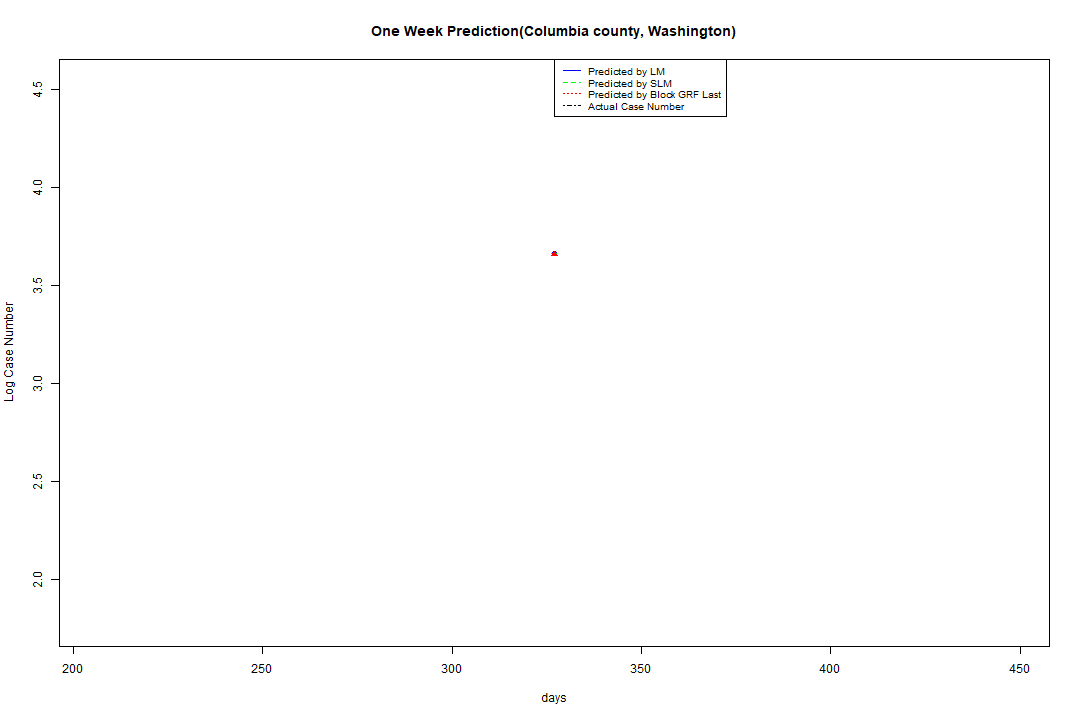 One Week Prediction(Columbia county, Washington)
Predicted by LM
Predicted by SLM
Predicted by Block GRF Last
Actual Case Number
Log Case Number
4.5
4.0
3.5
3.0
2.5
2.0
200 250 300 350 400 450
days